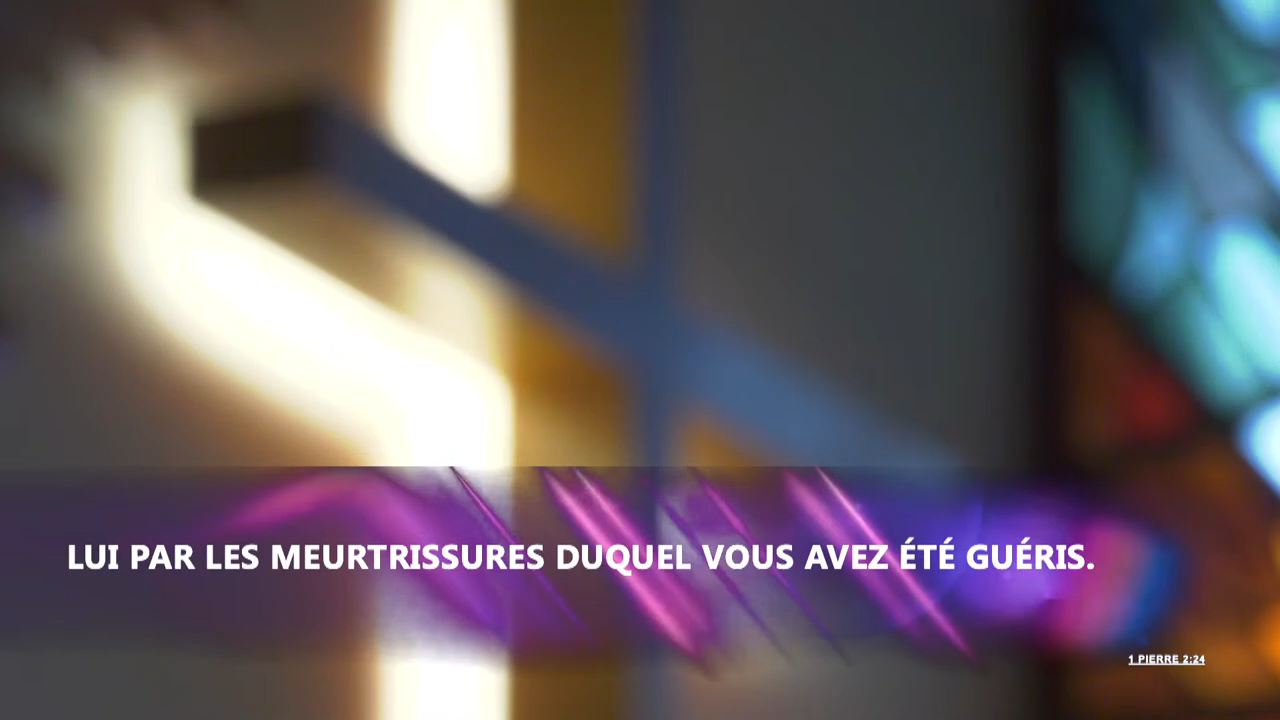 LUI PAR LES MEURTRISSURES DUQUEL VOUS AVEZ ÉTÉ GUÉRIS.
1 PIERRE 2:24